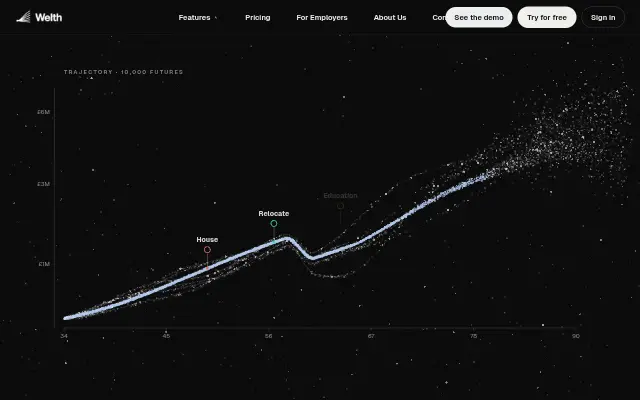 Welth
Features
Pricing
For Employers
About Us
See the demo
Try for free
Sign in
TRAJECTORY · 10,000 FUTURES
£6M
£3M
£1M
Education
Relocate
House
34
45
56
67
78
90